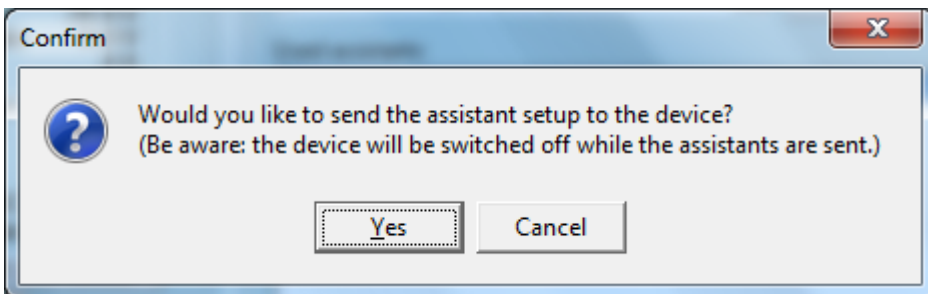 Confirm
Would you like to send the assistant setup to the device?
(Be aware: the device will be switched off while the assistants are sent.)
Yes
Cancel